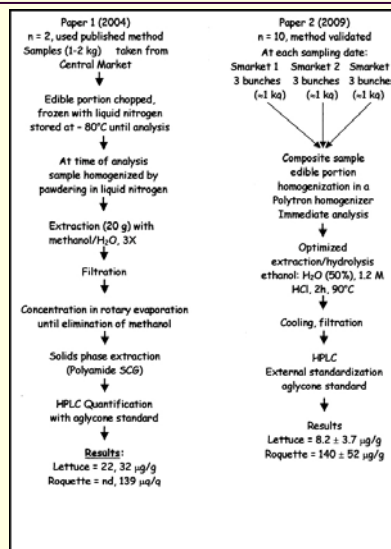 Paper 1 (2004)
n = 2, used published method
Samples (1-2 kg) taken from
Central Market
Edible portion chopped,
frozen with liquid nitrogen
stored at - 80°C until analysis
At time of analysis
sample homogenized by
pawdering in liquid nitrogen
Extraction (20 g) with
methanol/H₂O, 3X
Filtration
Concentration in rotary evaporation
until elimination of methanol
Solids phase extraction
(Polyamide SCG)
HPLC Quantification
with aglycone standard
Results:
Lettuce = 22, 32 µg/g
Roquette = nd, 139 µg/g
Paper 2 (2009)
n = 10, method validated
At each sampling date:
Smarket 1 Smarket 2 Smarket
3 bunches 3 bunches 3 bunches
(≈1 kg) (≈1 kg) (≈1 kg)
Composite sample
edible portion
homogenization in a
Polytron homogenizer
Immediate analysis
Optimized
extraction/hydrolysis
ethanol: H₂O (50%), 1.2 M
HCl, 2h, 90°C
Cooling, filtration
HPLC
External standardization
aglycone standard
Results
Lettuce = 8.2 ± 3.7 µg/g
Roquette = 140 ± 52 µg/g